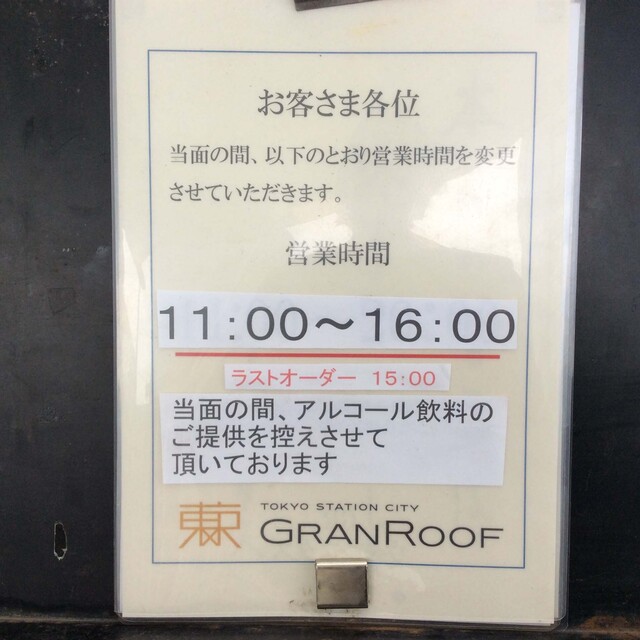 お客さま各位
当面の間、以下のとおり営業時間を変更
させていただきます。
営業時間
11:00～16:00
ラストオーダー 15:00
当面の間、アルコール飲料の
ご提供を控えさせて
頂いております
TOKYO STATION CITY
GRANROOF